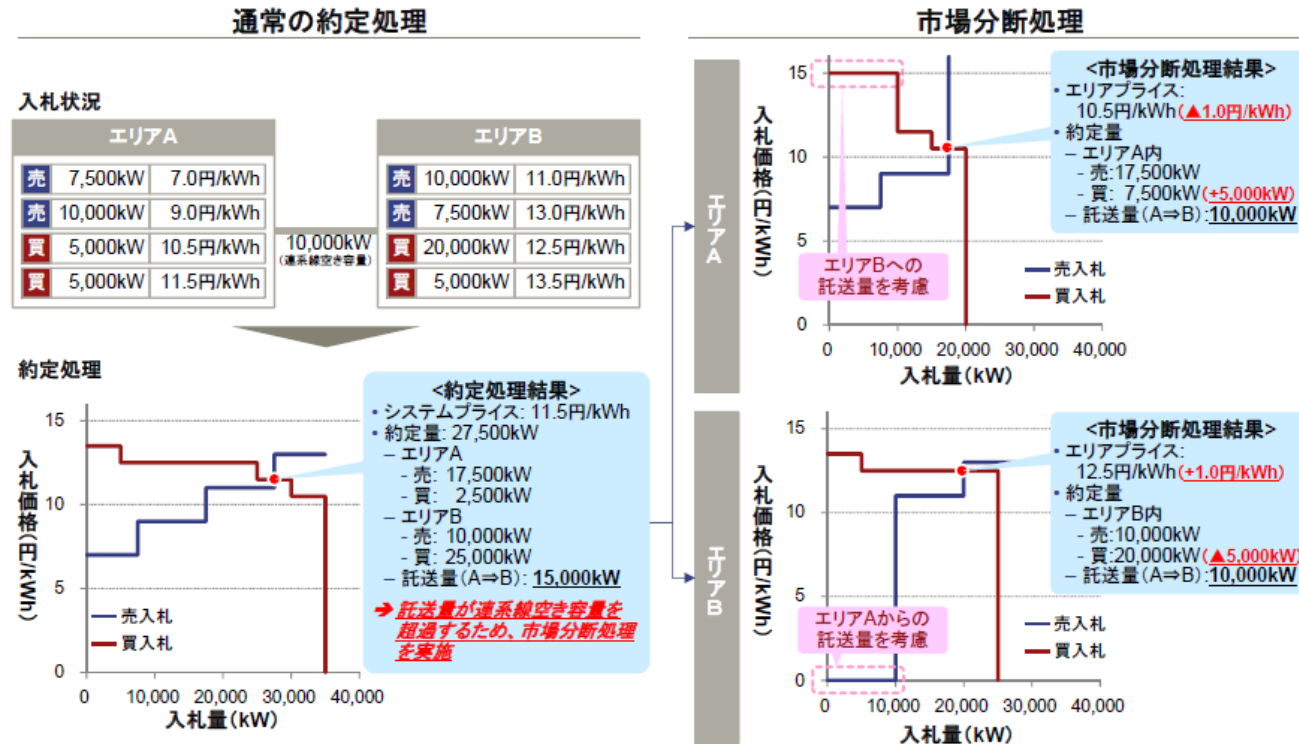 通常の約定処理
入札状況
エリアA
売 7,500kW 7.0円/kWh
売 10,000kW 9.0円/kWh
買 5,000kW 10.5円/kWh
買 5,000kW 11.5円/kWh
10,000kW
(連系線空き容量)
エリアB
売 10,000kW 11.0円/kWh
売 7,500kW 13.0円/kWh
買 20,000kW 12.5円/kWh
買 5,000kW 13.5円/kWh
約定処理
入札価格(円/kWh)
15
10
5
0
売入札
買入札
0 10,000 20,000 30,000 40,000
入札量(kW)
<約定処理結果>
• システムプライス: 11.5円/kWh
• 約定量: 27,500kW
– エリアA
- 売: 17,500kW
- 買: 2,500kW
– エリアB
- 売: 10,000kW
- 買: 25,000kW
– 託送量(A⇒B): 15,000kW
➔ 託送量が連系線空き容量を
超過するため、市場分断処理
を実施
市場分断処理
エリアA
入札価格(円/kWh)
15
10
5
0
エリアBへの
託送量を考慮
売入札
買入札
0 10,000 20,000 30,000 40,000
入札量(kW)
<市場分断処理結果>
• エリアプライス:
10.5円/kWh(▲1.0円/kWh)
• 約定量
– エリアA内
- 売:17,500kW
- 買: 7,500kW(+5,000kW)
– 託送量(A⇒B):10,000kW
エリアB
入札価格(円/kWh)
15
10
5
0
エリアAからの
託送量を考慮
売入札
買入札
0 10,000 20,000 30,000 40,000
入札量(kW)
<市場分断処理結果>
• エリアプライス:
12.5円/kWh(+1.0円/kWh)
• 約定量
– エリアB内
- 売:10,000kW
- 買:20,000kW(▲5,000kW)
– 託送量(A⇒B):10,000kW